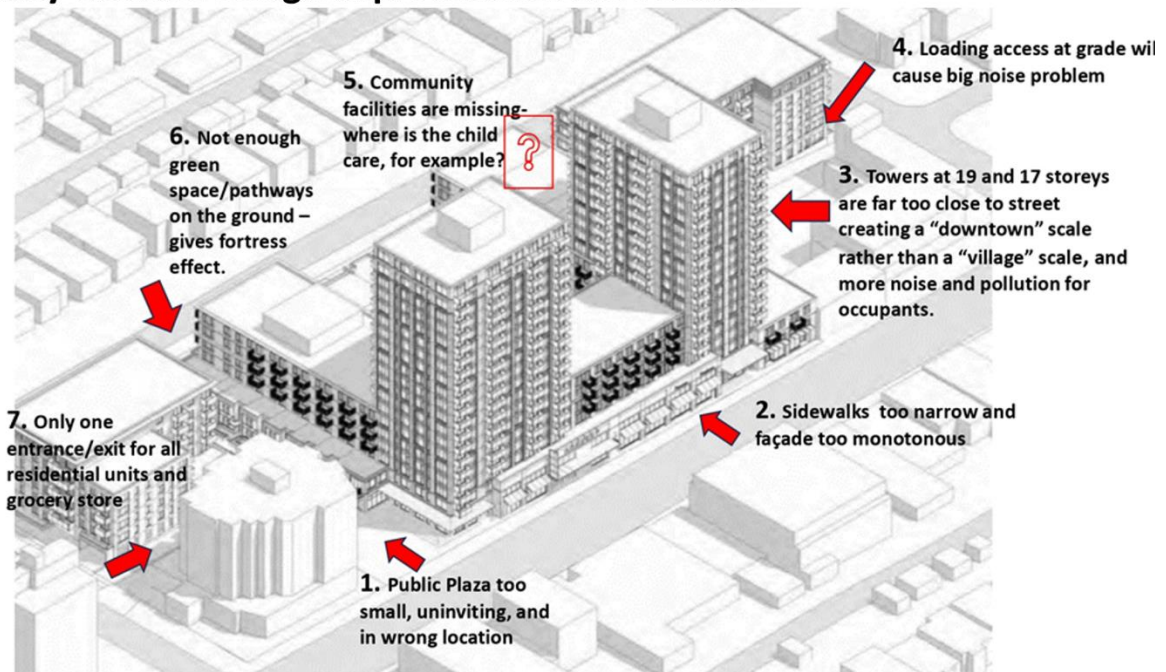 4. Loading access at grade wil
cause big noise problem
5. Community
facilities are missing-
where is the child
care, for example?
?
6. Not enough
green
space/pathways
on the ground –
gives fortress
effect.
3. Towers at 19 and 17 storeys
are far too close to street
creating a “downtown” scale
rather than a “village” scale, and
more noise and pollution for
occupants.
2. Sidewalks too narrow and
façade too monotonous
7. Only one
entrance/exit for all
residential units and
grocery store
1. Public Plaza too
small, uninviting, and
in wrong location